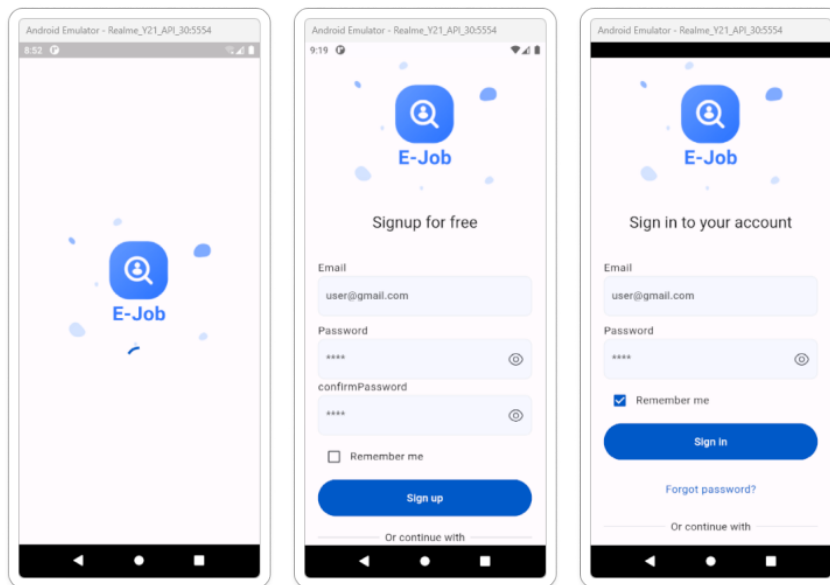 Android Emulator - Realme_Y21_API_30:5554
8:52
E-Job
Android Emulator - Realme_Y21_API_30:5554
9:19
E-Job
Signup for free
Email
user@gmail.com
Password
****
confirmPassword
****
Remember me
Sign up
Or continue with
Android Emulator - Realme_Y21_API_30:5554
E-Job
Sign in to your account
Email
user@gmail.com
Password
****
Remember me
Sign in
Forgot password?
Or continue with